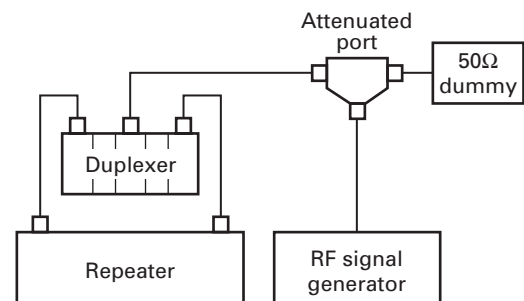 Attenuated
port
50Ω
dummy
Duplexer
Repeater
RF signal
generator